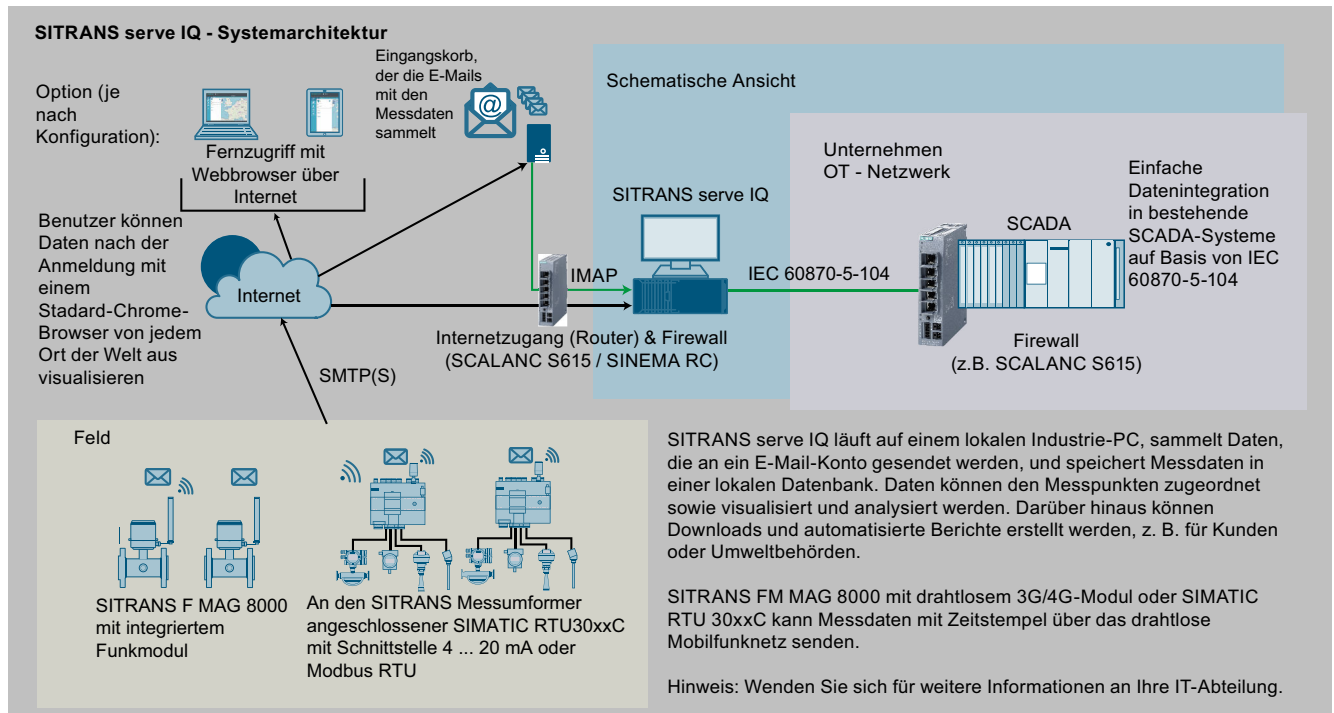 SITRANS serve IQ - Systemarchitektur
Option (je
nach
Konfiguration):
Fernzugriff mit
Webbrowser über
Internet
Eingangskorb,
der die E-Mails
mit den
Messdaten
sammelt
@
Benutzer können
Daten nach der
Anmeldung mit
einem
Stadard-Chrome-
Browser von jedem
Ort der Welt aus
visualisieren
Internet
SMTP(S)
Schematische Ansicht
SITRANS serve IQ
IMAP
Internetzugang (Router) & Firewall
(SCALANC S615 / SINEMA RC)
IEC 60870-5-104
Unternehmen
OT - Netzwerk
SCADA
Firewall
(z.B. SCALANC S615)
Einfache
Datenintegration
in bestehende
SCADA-Systeme
auf Basis von IEC
60870-5-104
Feld
SITRANS F MAG 8000
mit integriertem
Funkmodul
An den SITRANS Messumformer
angeschlossener SIMATIC RTU30xxC
mit Schnittstelle 4 ... 20 mA oder
Modbus RTU
SITRANS serve IQ läuft auf einem lokalen Industrie-PC, sammelt Daten,
die an ein E-Mail-Konto gesendet werden, und speichert Messdaten in
einer lokalen Datenbank. Daten können den Messpunkten zugeordnet
sowie visualisiert und analysiert werden. Darüber hinaus können
Downloads und automatisierte Berichte erstellt werden, z. B. für Kunden
oder Umweltbehörden.
SITRANS FM MAG 8000 mit drahtlosem 3G/4G-Modul oder SIMATIC
RTU 30xxC kann Messdaten mit Zeitstempel über das drahtlose
Mobilfunknetz senden.
Hinweis: Wenden Sie sich für weitere Informationen an Ihre IT-Abteilung.